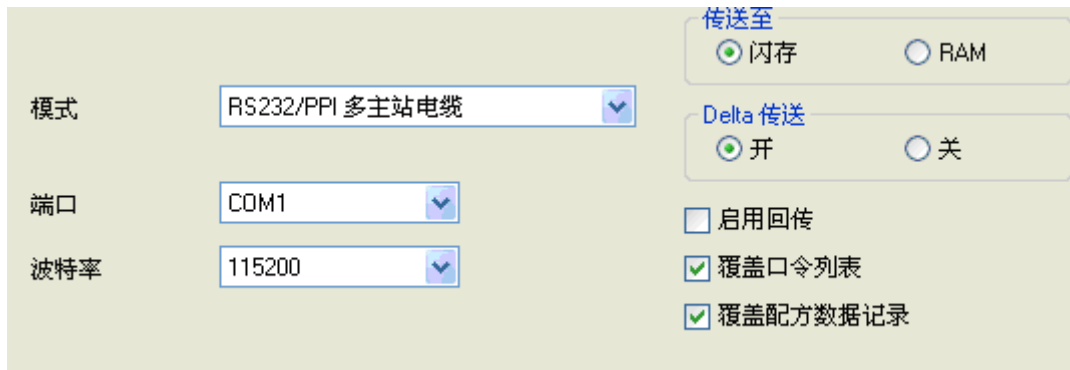 传送至
闪存
RAM
模式
RS232/PPI 多主站电缆
Delta 传送
开
关
端口
COM1
启用回传
波特率
115200
覆盖口令列表
覆盖配方数据记录